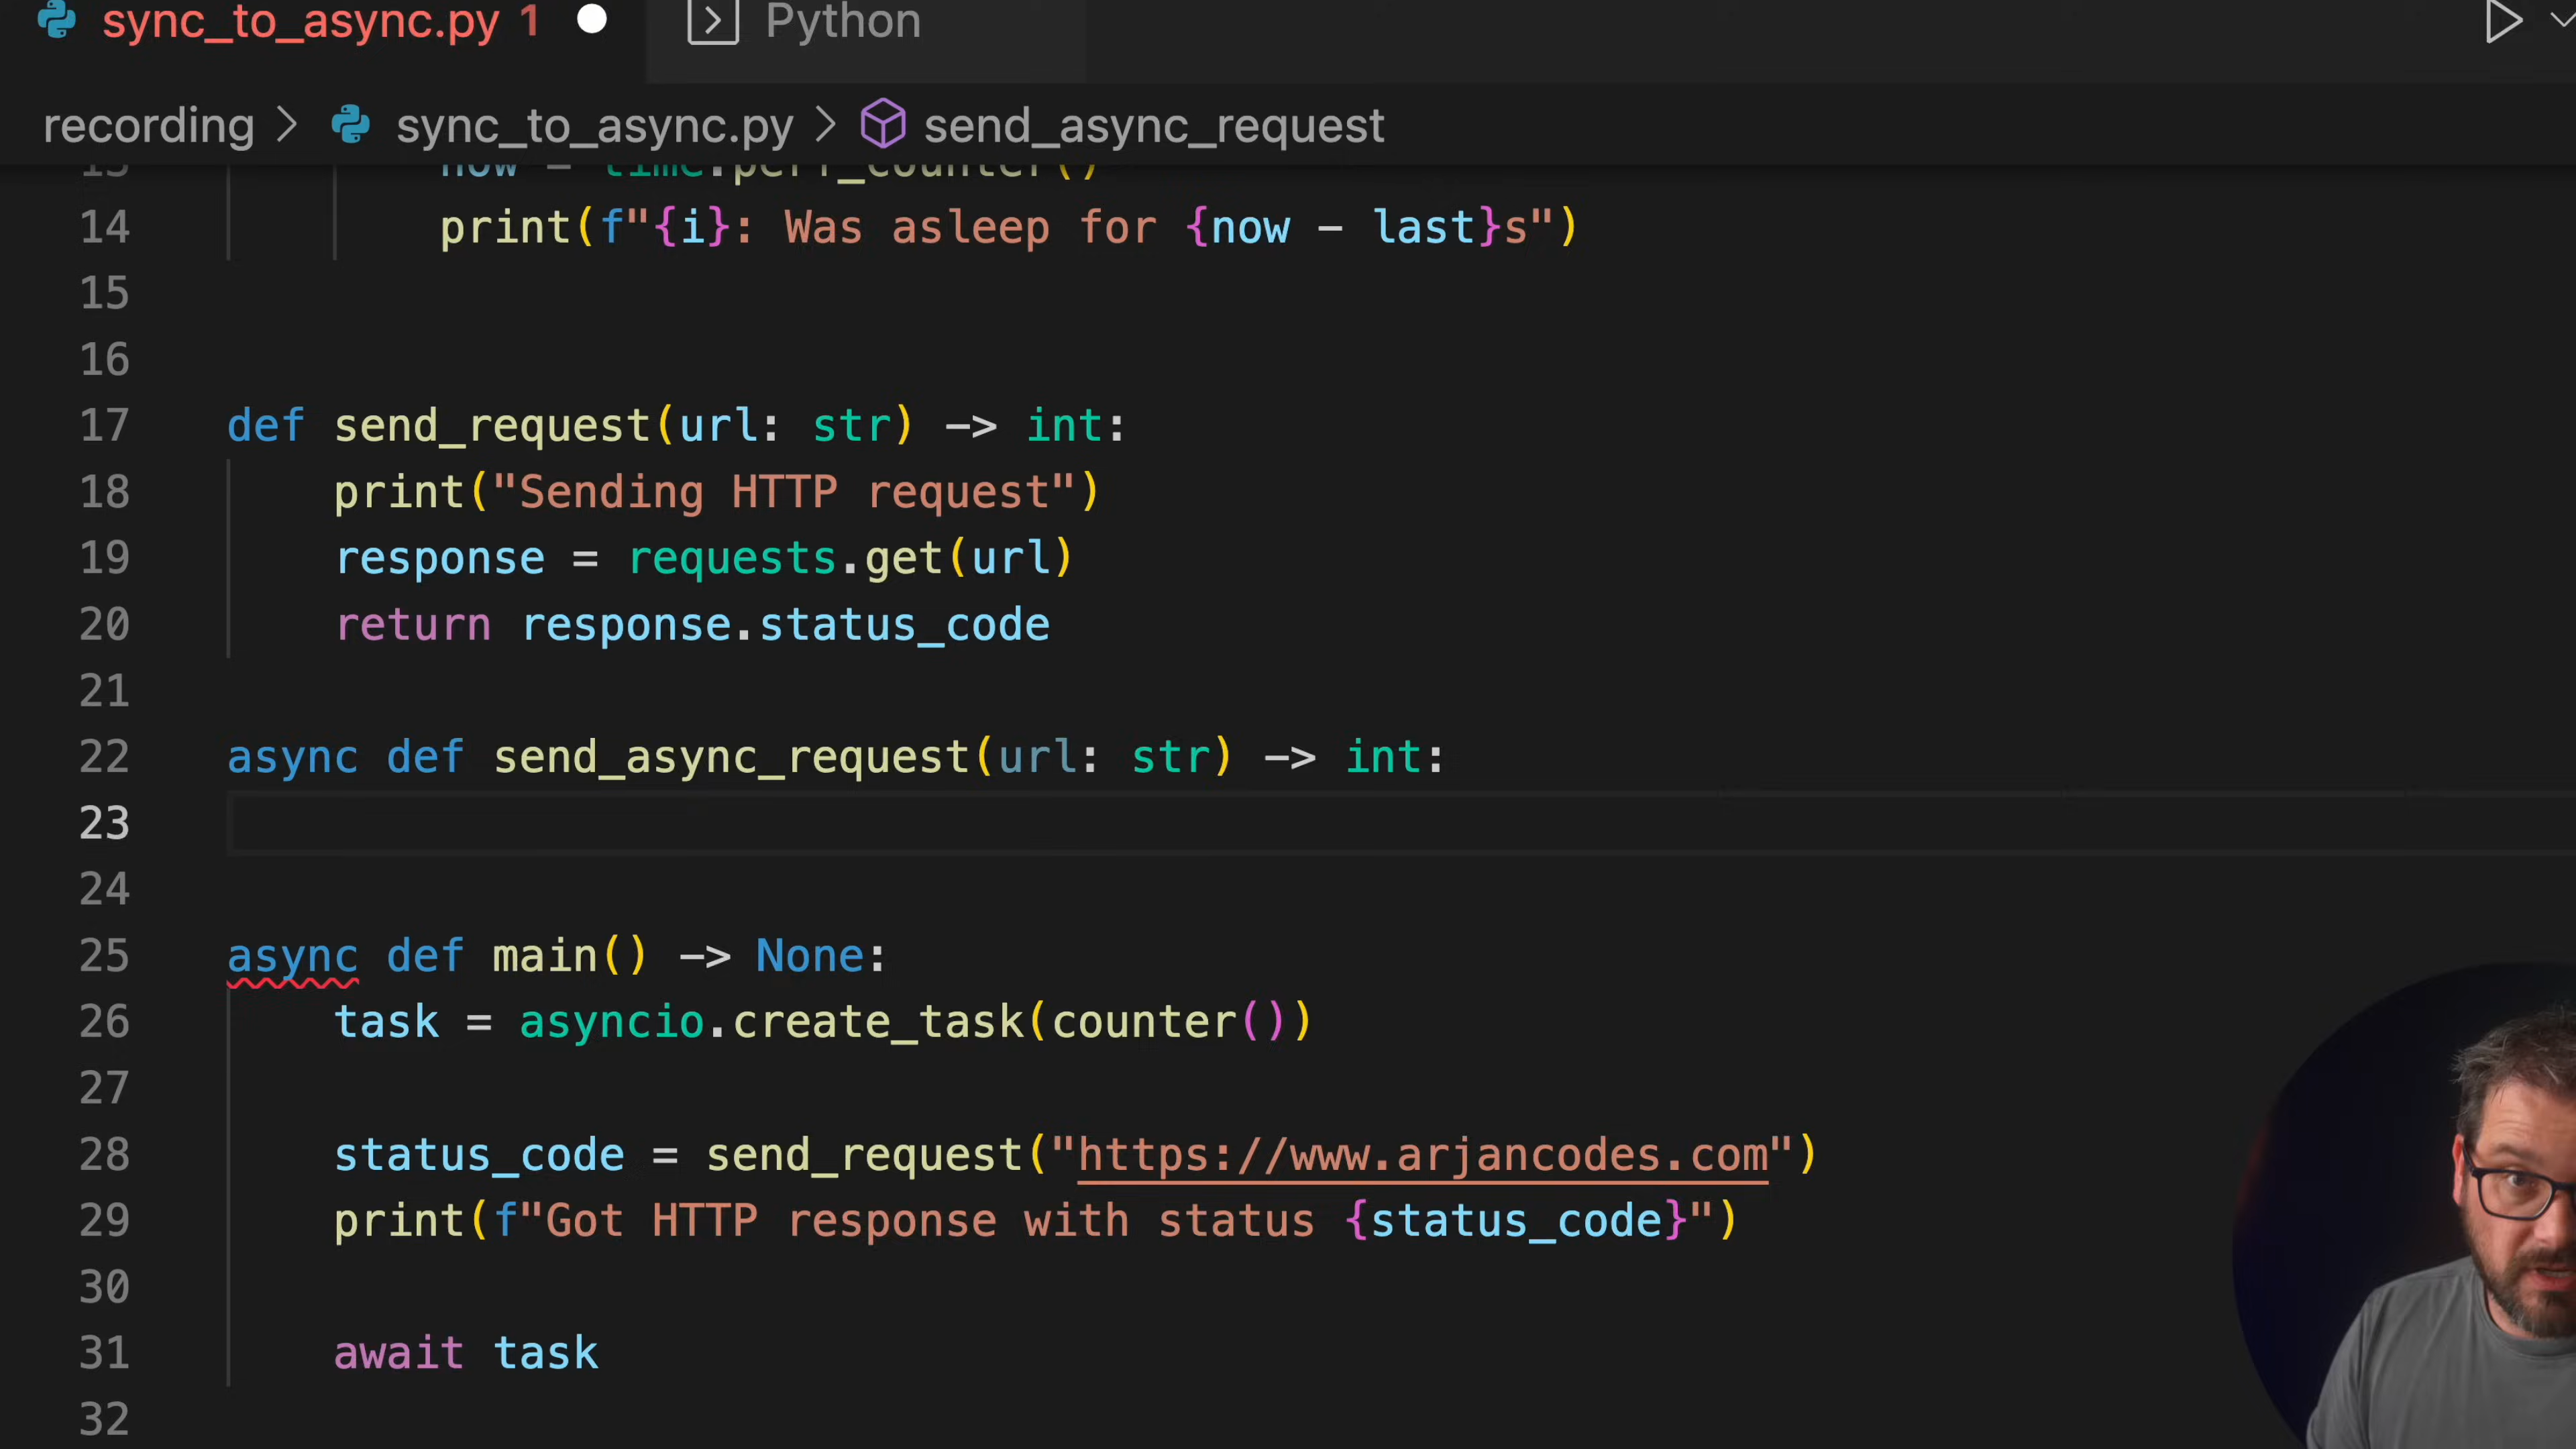 sync_to_async.py 1
Python
recording > sync_to_async.py > send_async_request
13 now = time.perf_counter()
14 print(f"{i}: Was asleep for {now - last}s")
15
16
17 def send_request(url: str) -> int:
18 print("Sending HTTP request")
19 response = requests.get(url)
20 return response.status_code
21
22 async def send_async_request(url: str) -> int:
23
24
25 async def main() -> None:
26 task = asyncio.create_task(counter())
27
28 status_code = send_request("https://www.arjancodes.com")
29 print(f"Got HTTP response with status {status_code}")
30
31 await task
32